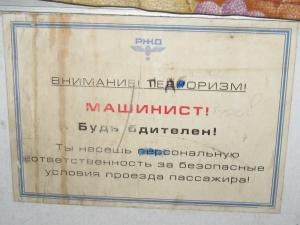 РЖД
ВНИМАНИЕ! ТЕРРОРИЗМ!
МАШИНИСТ!
Будь бдителен!
Ты несешь персональную
ответственность за безопасные
условия проезда пассажира!